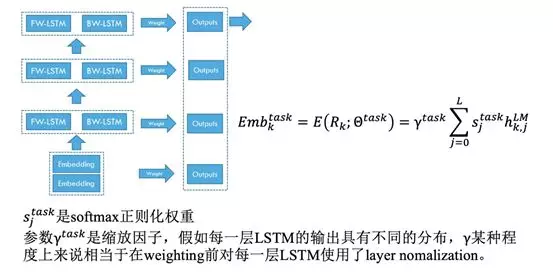 FW-LSTM BW-LSTM Weight Outputs
FW-LSTM BW-LSTM Weight Outputs
FW-LSTM BW-LSTM Weight Outputs
Embedding
Embedding
Weight Outputs
Emb_k^{task} = E(R_k; Θ^{task}) = γ^{task} \sum_{j=0}^{L} s_j^{task} h_{k,j}^{LM}
s_j^{task}是softmax正则化权重
参数γ^{task}是缩放因子，假如每一层LSTM的输出具有不同的分布，γ某种程
度上来说相当于在weighting前对每一层LSTM使用了layer nomalization。